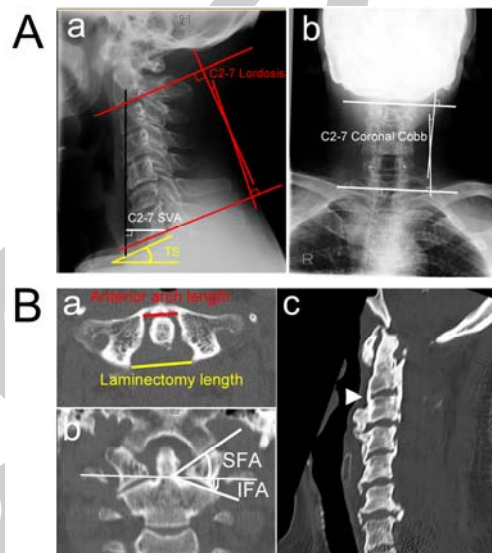 A
a
C2-7 Lordosis
C2-7 SVA
TS
b
C2-7 Coronal Cobb
R
B
a
Anterior arch length
Laminectomy length
b
SFA
IFA
c